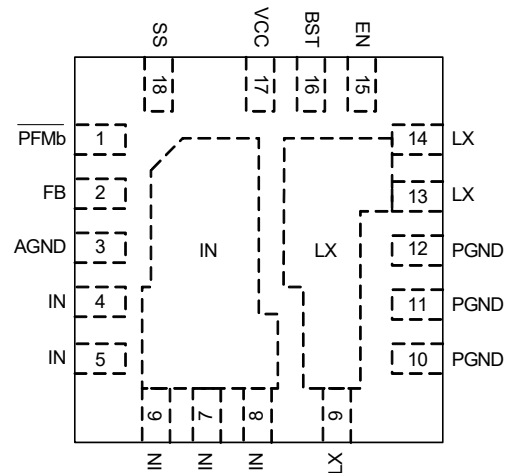 SS
VCC
BST
EN
18
17
16
15
PFMb 1
14 LX
FB 2
13 LX
AGND 3
IN
LX
12 PGND
IN 4
11 PGND
IN 5
10 PGND
6
7
8
9
IN
IN
IN
LX